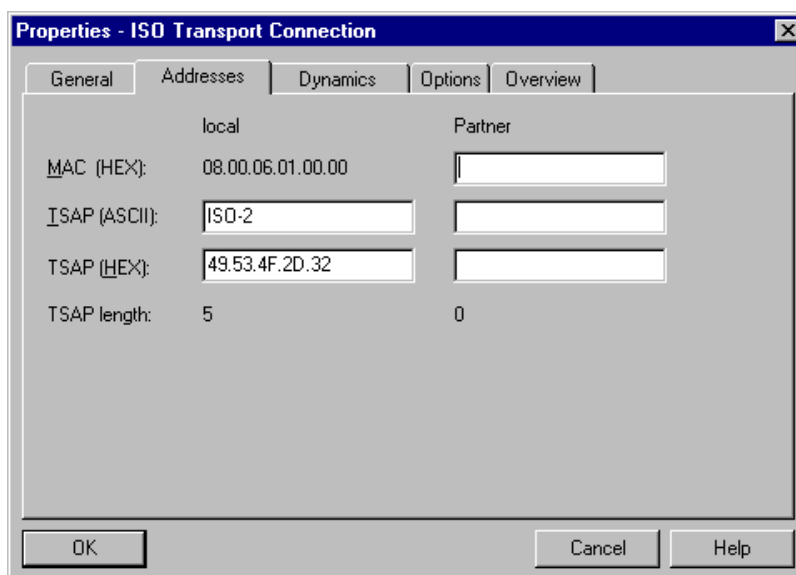 Properties - ISO Transport Connection
General Addresses Dynamics Options Overview
local Partner
MAC (HEX): 08.00.06.01.00.00
TSAP (ASCII): ISO-2
TSAP (HEX): 49.53.4F.2D.32
TSAP length: 5 0
OK Cancel Help